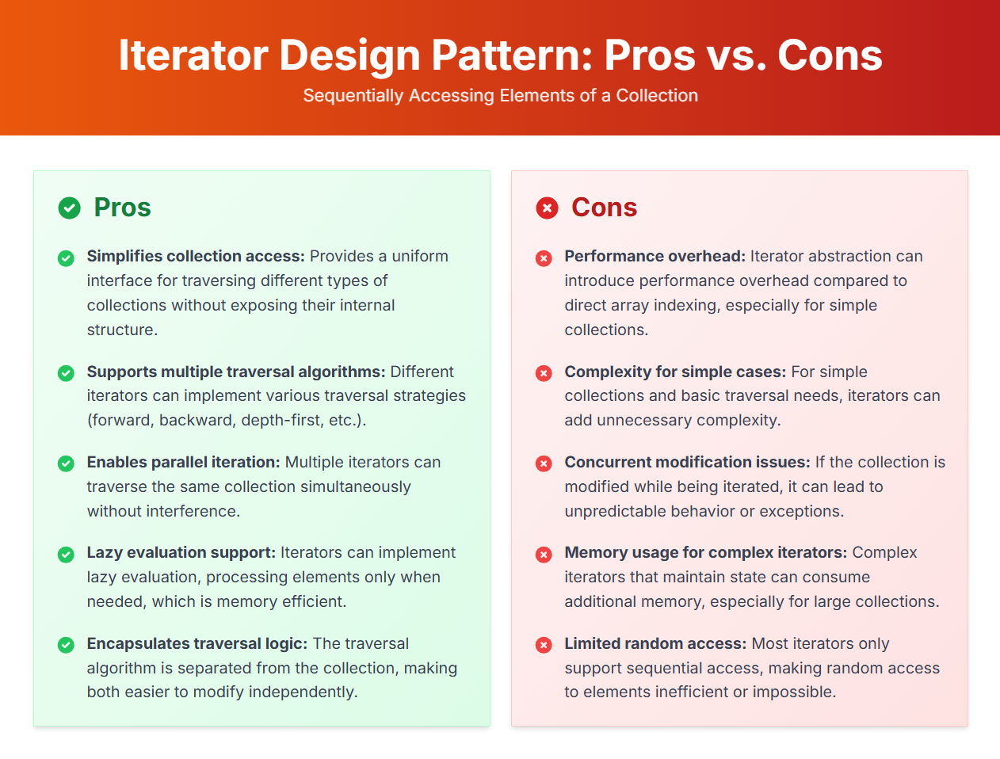 Iterator Design Pattern: Pros vs. Cons
Sequentially Accessing Elements of a Collection
Pros
Simplifies collection access: Provides a uniform
interface for traversing different types of
collections without exposing their internal
structure.
Supports multiple traversal algorithms: Different
iterators can implement various traversal strategies
(forward, backward, depth-first, etc.).
Enables parallel iteration: Multiple iterators can
traverse the same collection simultaneously
without interference.
Lazy evaluation support: Iterators can implement
lazy evaluation, processing elements only when
needed, which is memory efficient.
Encapsulates traversal logic: The traversal
algorithm is separated from the collection, making
both easier to modify independently.
Cons
Performance overhead: Iterator abstraction can
introduce performance overhead compared to
direct array indexing, especially for simple
collections.
Complexity for simple cases: For simple
collections and basic traversal needs, iterators can
add unnecessary complexity.
Concurrent modification issues: If the collection is
modified while being iterated, it can lead to
unpredictable behavior or exceptions.
Memory usage for complex iterators: Complex
iterators that maintain state can consume
additional memory, especially for large collections.
Limited random access: Most iterators only
support sequential access, making random access
to elements inefficient or impossible.